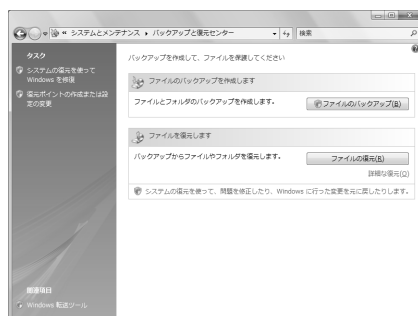 « システムとメンテナンス ▸ バックアップと復元センター
検索
タスク
システムの復元を使って
Windows を修復
復元ポイントの作成または設
定の変更
関連項目
Windows 転送ツール
バックアップを作成して、ファイルを保護してください
ファイルのバックアップを作成します
ファイルとフォルダのバックアップを作成します。
ファイルのバックアップ(B)
ファイルを復元します
バックアップからファイルやフォルダを復元します。
ファイルの復元(R)
詳細な復元(O)
システムの復元を使って、問題を修正したり、Windows に行った変更を元に戻したりします。